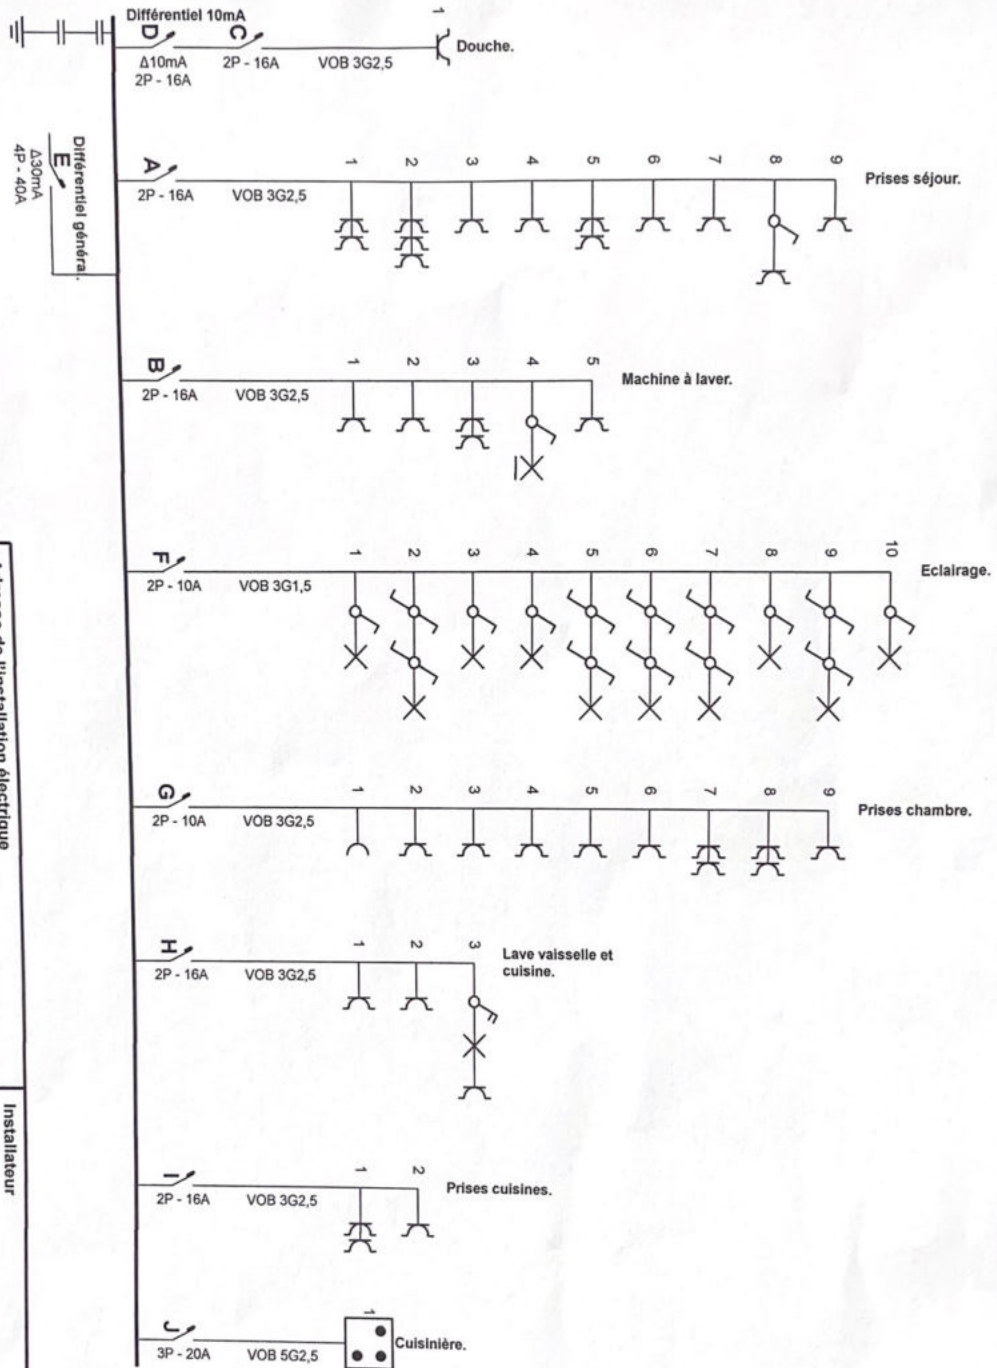 Différentiel 10mA
D
C
1
Douche.
Δ10mA
2P - 16A
2P - 16A
VOB 3G2,5
Différentiel général.
E
Δ30mA
4P - 40A
A
2P - 16A
VOB 3G2,5
1 2 3 4 5 6 7 8 9
Prises séjour.
B
2P - 16A
VOB 3G2,5
1 2 3 4 5
Machine à laver.
F
2P - 10A
VOB 3G1,5
1 2 3 4 5 6 7 8 9 10
Eclairage.
G
2P - 10A
VOB 3G2,5
1 2 3 4 5 6 7 8 9
Prises chambre.
H
2P - 16A
VOB 3G2,5
1 2 3
Lave vaisselle et
cuisine.
I
2P - 16A
VOB 3G2,5
1 2
Prises cuisines.
J
3P - 20A
VOB 5G2,5
1
Cuisinière.
de l'installation électrique
Installateur